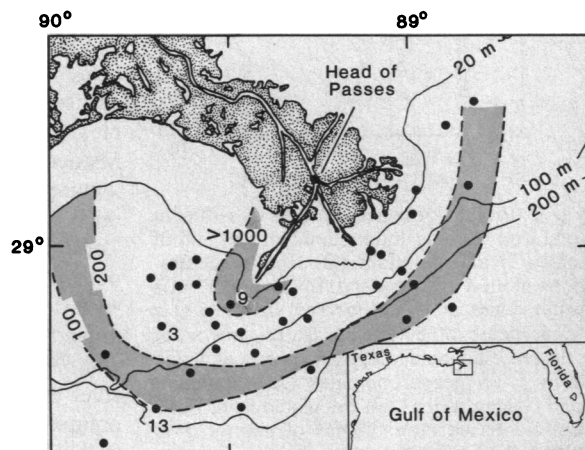 90°
89°
20 m
Head of
Passes
100 m
200 m
29°
29°
>1000
200
9
100
3
13
Texas
Florida
Gulf of Mexico